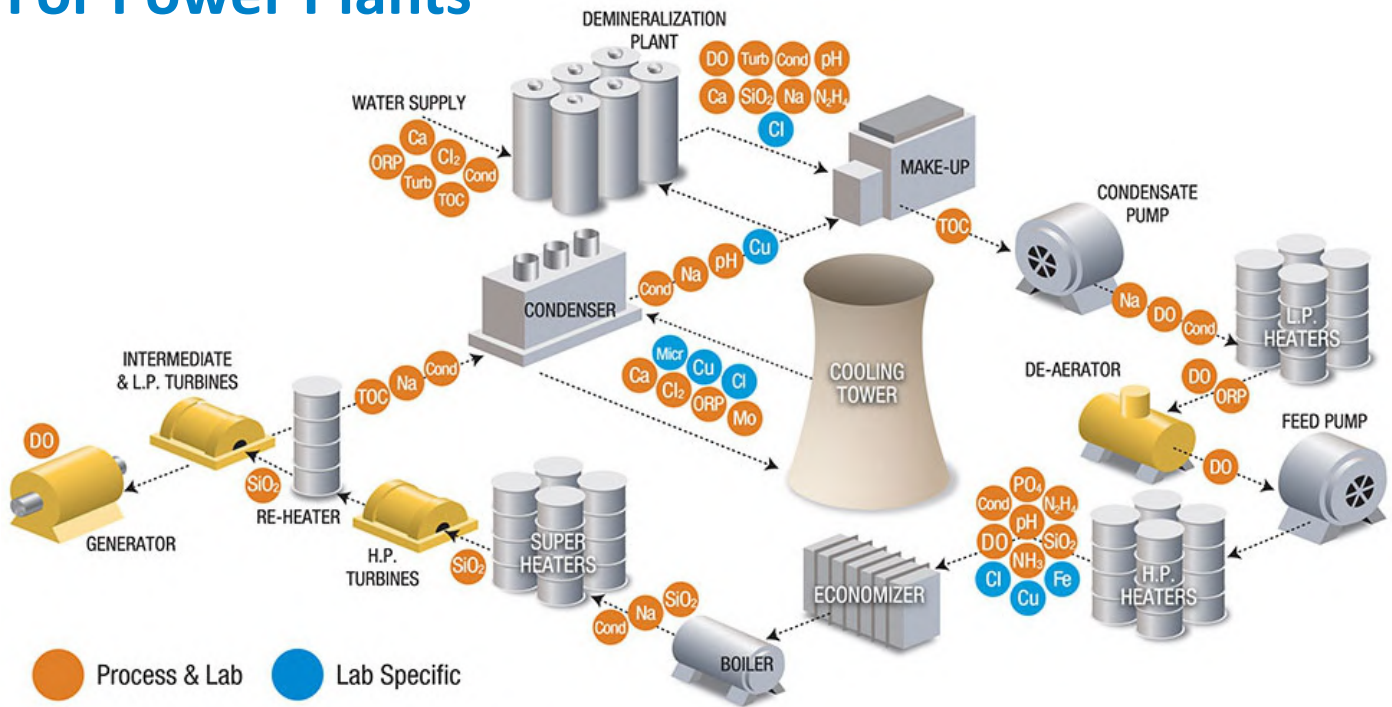 For Power Plants
DEMINERALIZATION
PLANT
DO Turb Cond pH
Ca SiO₂ Na N₂H₄
Cl
WATER SUPPLY
Ca
ORP Cl₂
Turb Cond
TOC
MAKE-UP
TOC
CONDENSATE
PUMP
Na DO Cond
L.P.
HEATERS
CONDENSER
Cond Na pH Cu
COOLING
TOWER
Micr Cu Cl
Ca Cl₂ ORP Mo
INTERMEDIATE
& L.P. TURBINES
TOC Na Cond
DE-AERATOR
DO
ORP
DO
FEED PUMP
DO
GENERATOR
SiO₂
RE-HEATER
H.P.
TURBINES
SiO₂
SUPER
HEATERS
Cond Na SiO₂
BOILER
ECONOMIZER
PO₄
Cond N₂H₄
pH
DO SiO₂
NH₃
Cl Fe
Cu
H.P.
HEATERS
Process & Lab
Lab Specific